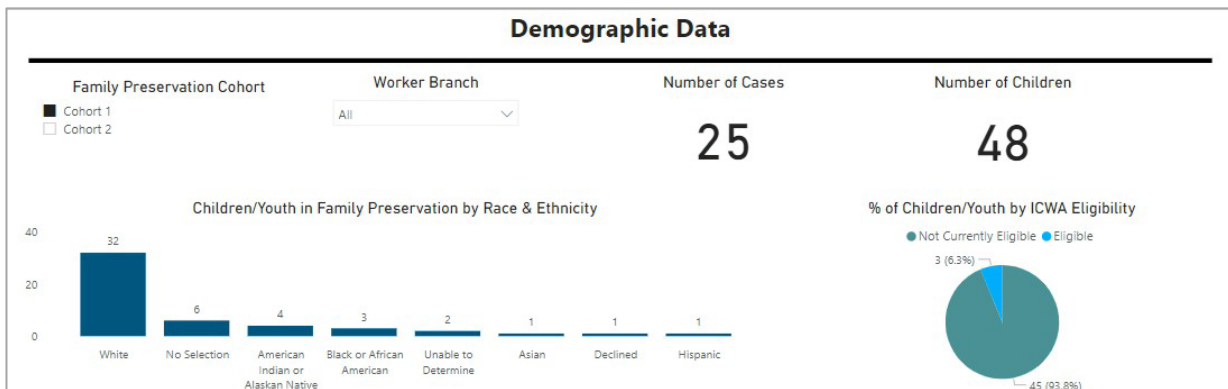 Demographic Data
Family Preservation Cohort
Cohort 1
Cohort 2
Worker Branch
All
Number of Cases
25
Number of Children
48
Children/Youth in Family Preservation by Race & Ethnicity
40
20
0
32
6
4
3
2
1
1
1
White
No Selection
American
Indian or
Alaskan Native
Black or African
American
Unable to
Determine
Asian
Declined
Hispanic
% of Children/Youth by ICWA Eligibility
Not Currently Eligible
Eligible
3 (6.3%)
45 (93.8%)